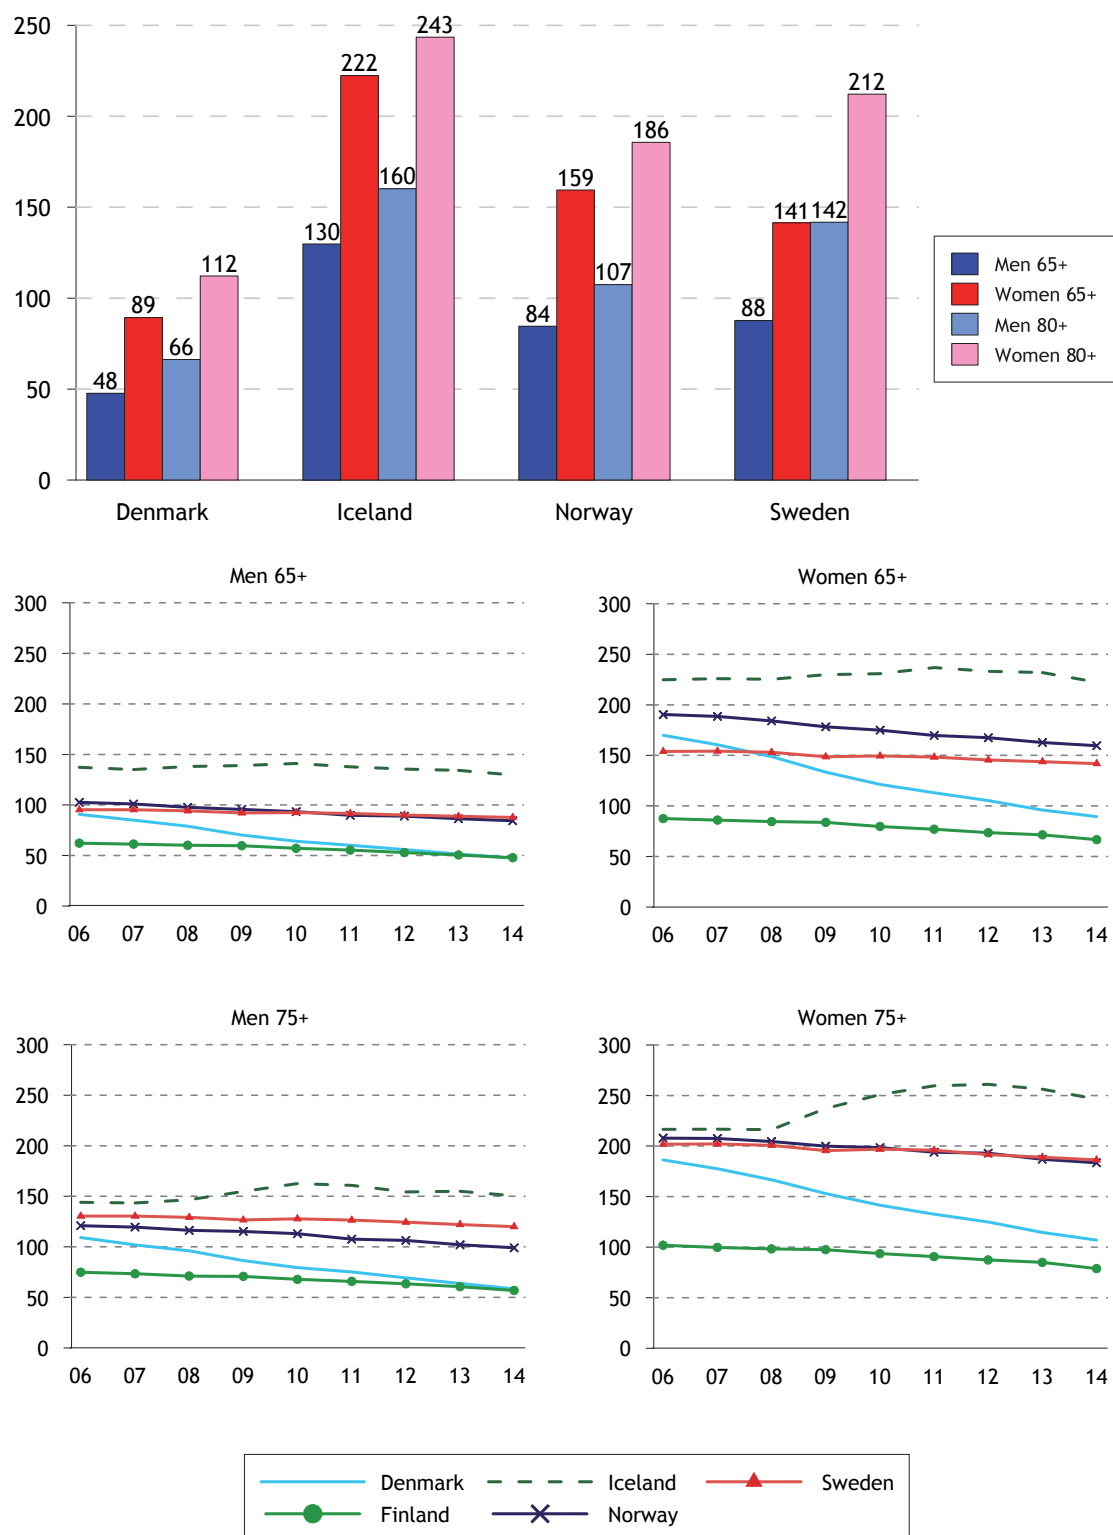 250
200
150
100
50
0
48 89 66 112
130 222 160 243
84 159 107 186
88 141 142 212
Denmark Iceland Norway Sweden
Men 65+
Women 65+
Men 80+
Women 80+
Men 65+
300
250
200
150
100
50
0
06 07 08 09 10 11 12 13 14
Women 65+
300
250
200
150
100
50
0
06 07 08 09 10 11 12 13 14
Men 75+
300
250
200
150
100
50
0
06 07 08 09 10 11 12 13 14
Women 75+
300
250
200
150
100
50
0
06 07 08 09 10 11 12 13 14
Denmark Iceland Sweden
Finland Norway